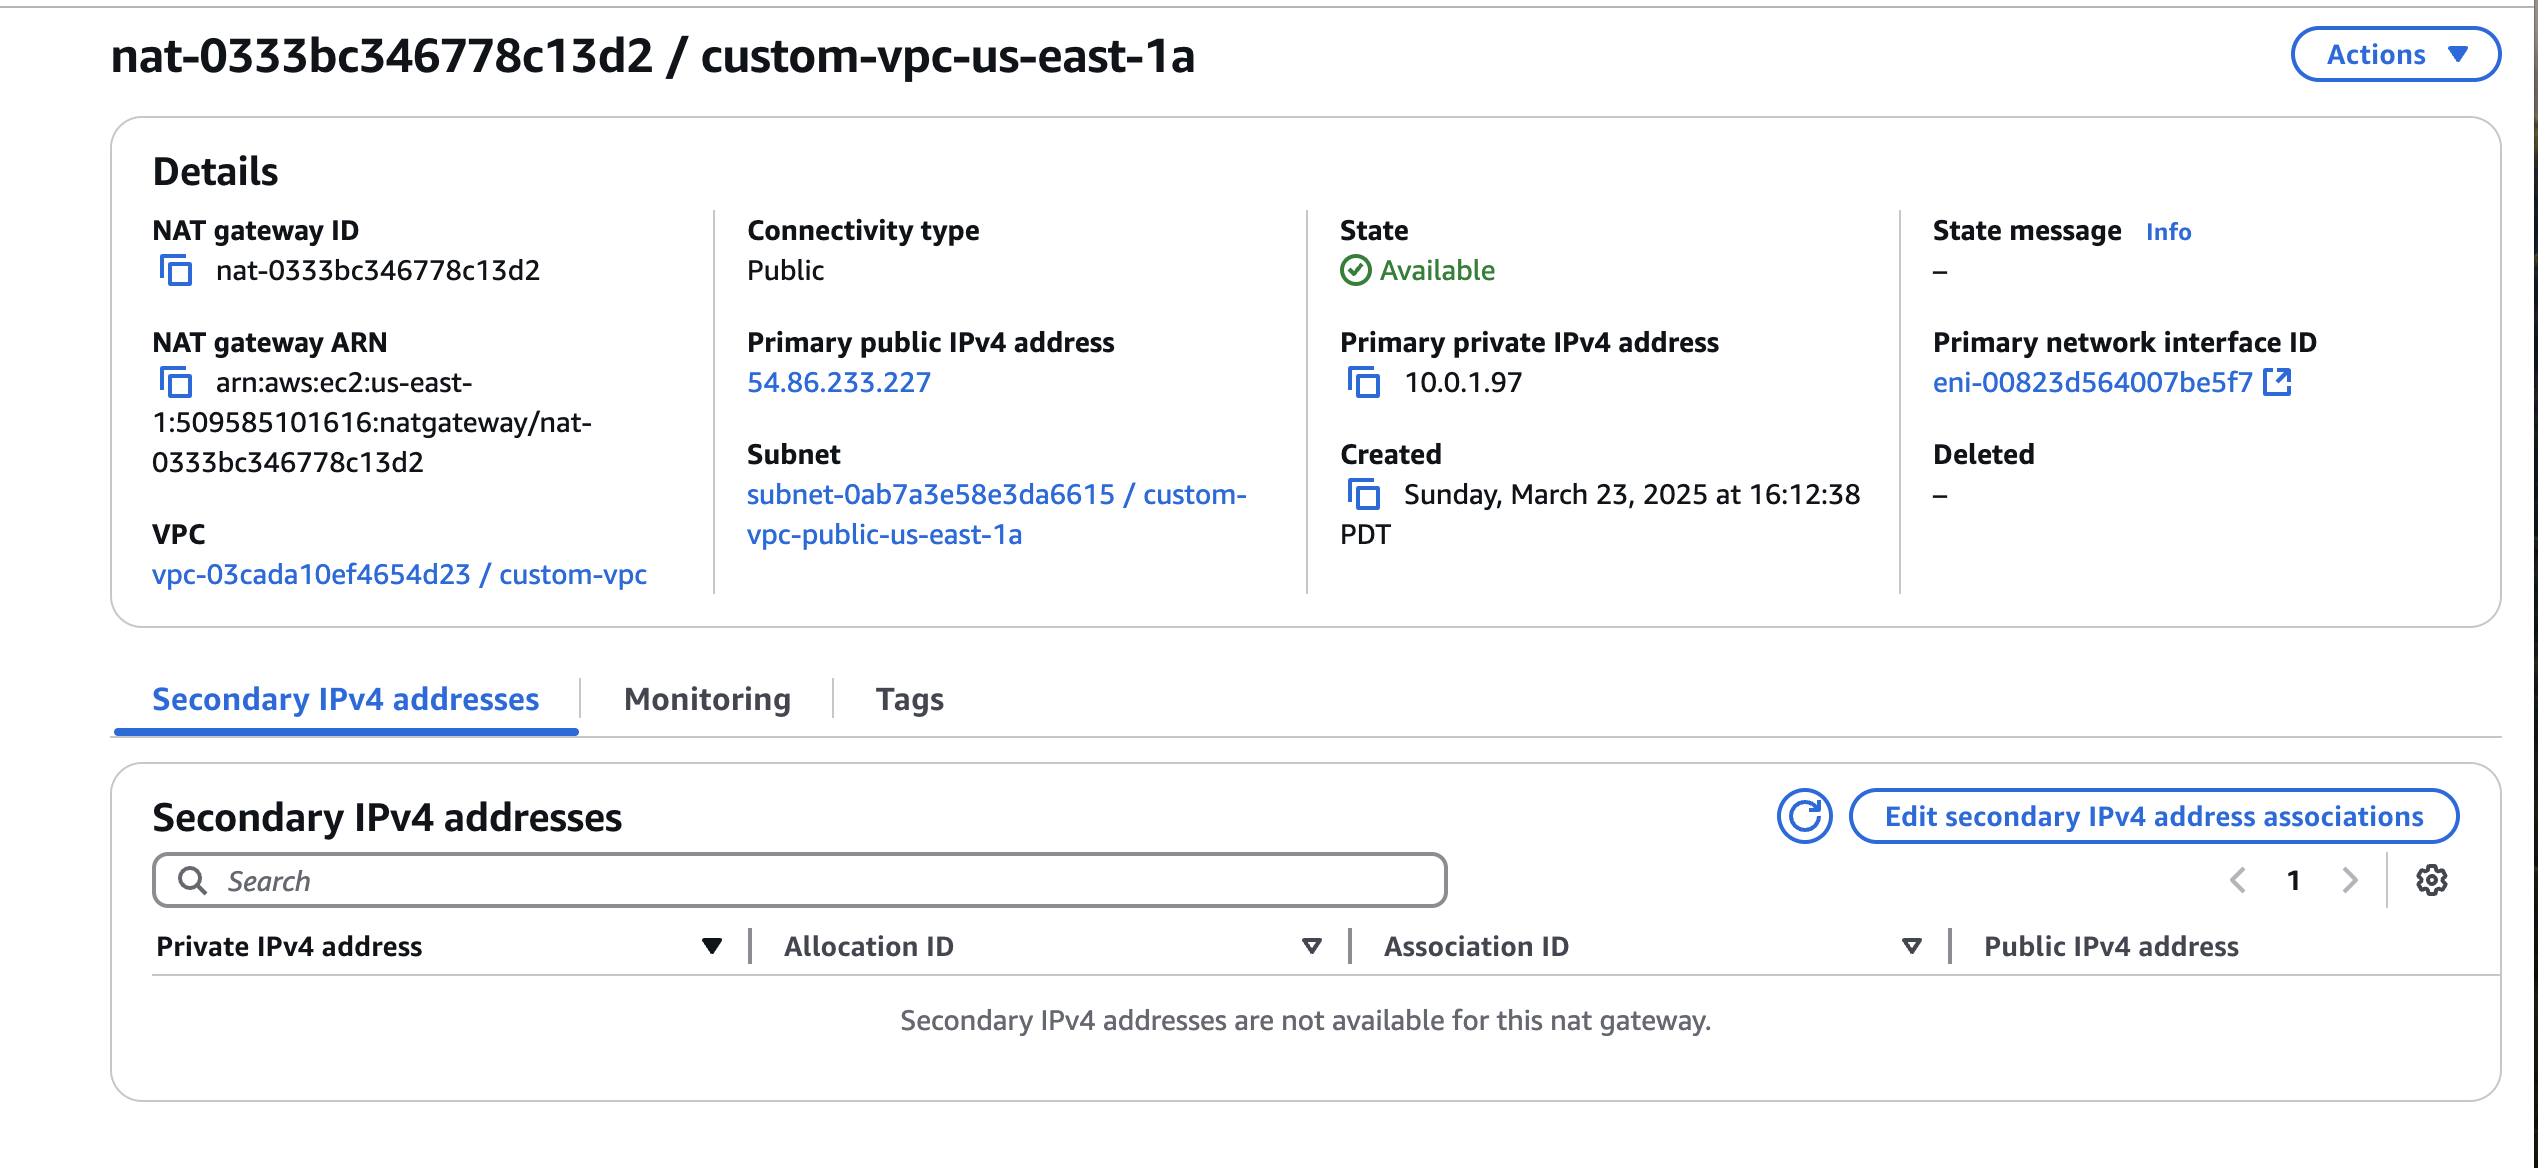 nat-0333bc346778c13d2 / custom-vpc-us-east-1a
Actions
Details
NAT gateway ID
nat-0333bc346778c13d2
NAT gateway ARN
arn:aws:ec2:us-east-
1:509585101616:natgateway/nat-
0333bc346778c13d2
VPC
vpc-03cada10ef4654d23 / custom-vpc
Connectivity type
Public
Primary public IPv4 address
54.86.233.227
Subnet
subnet-0ab7a3e58e3da6615 / custom-
vpc-public-us-east-1a
State
Available
Primary private IPv4 address
10.0.1.97
Created
Sunday, March 23, 2025 at 16:12:38
PDT
State message Info
–
Primary network interface ID
eni-00823d564007be5f7
Deleted
–
Secondary IPv4 addresses
Monitoring
Tags
Secondary IPv4 addresses
Edit secondary IPv4 address associations
Search
1
Private IPv4 address
Allocation ID
Association ID
Public IPv4 address
Secondary IPv4 addresses are not available for this nat gateway.